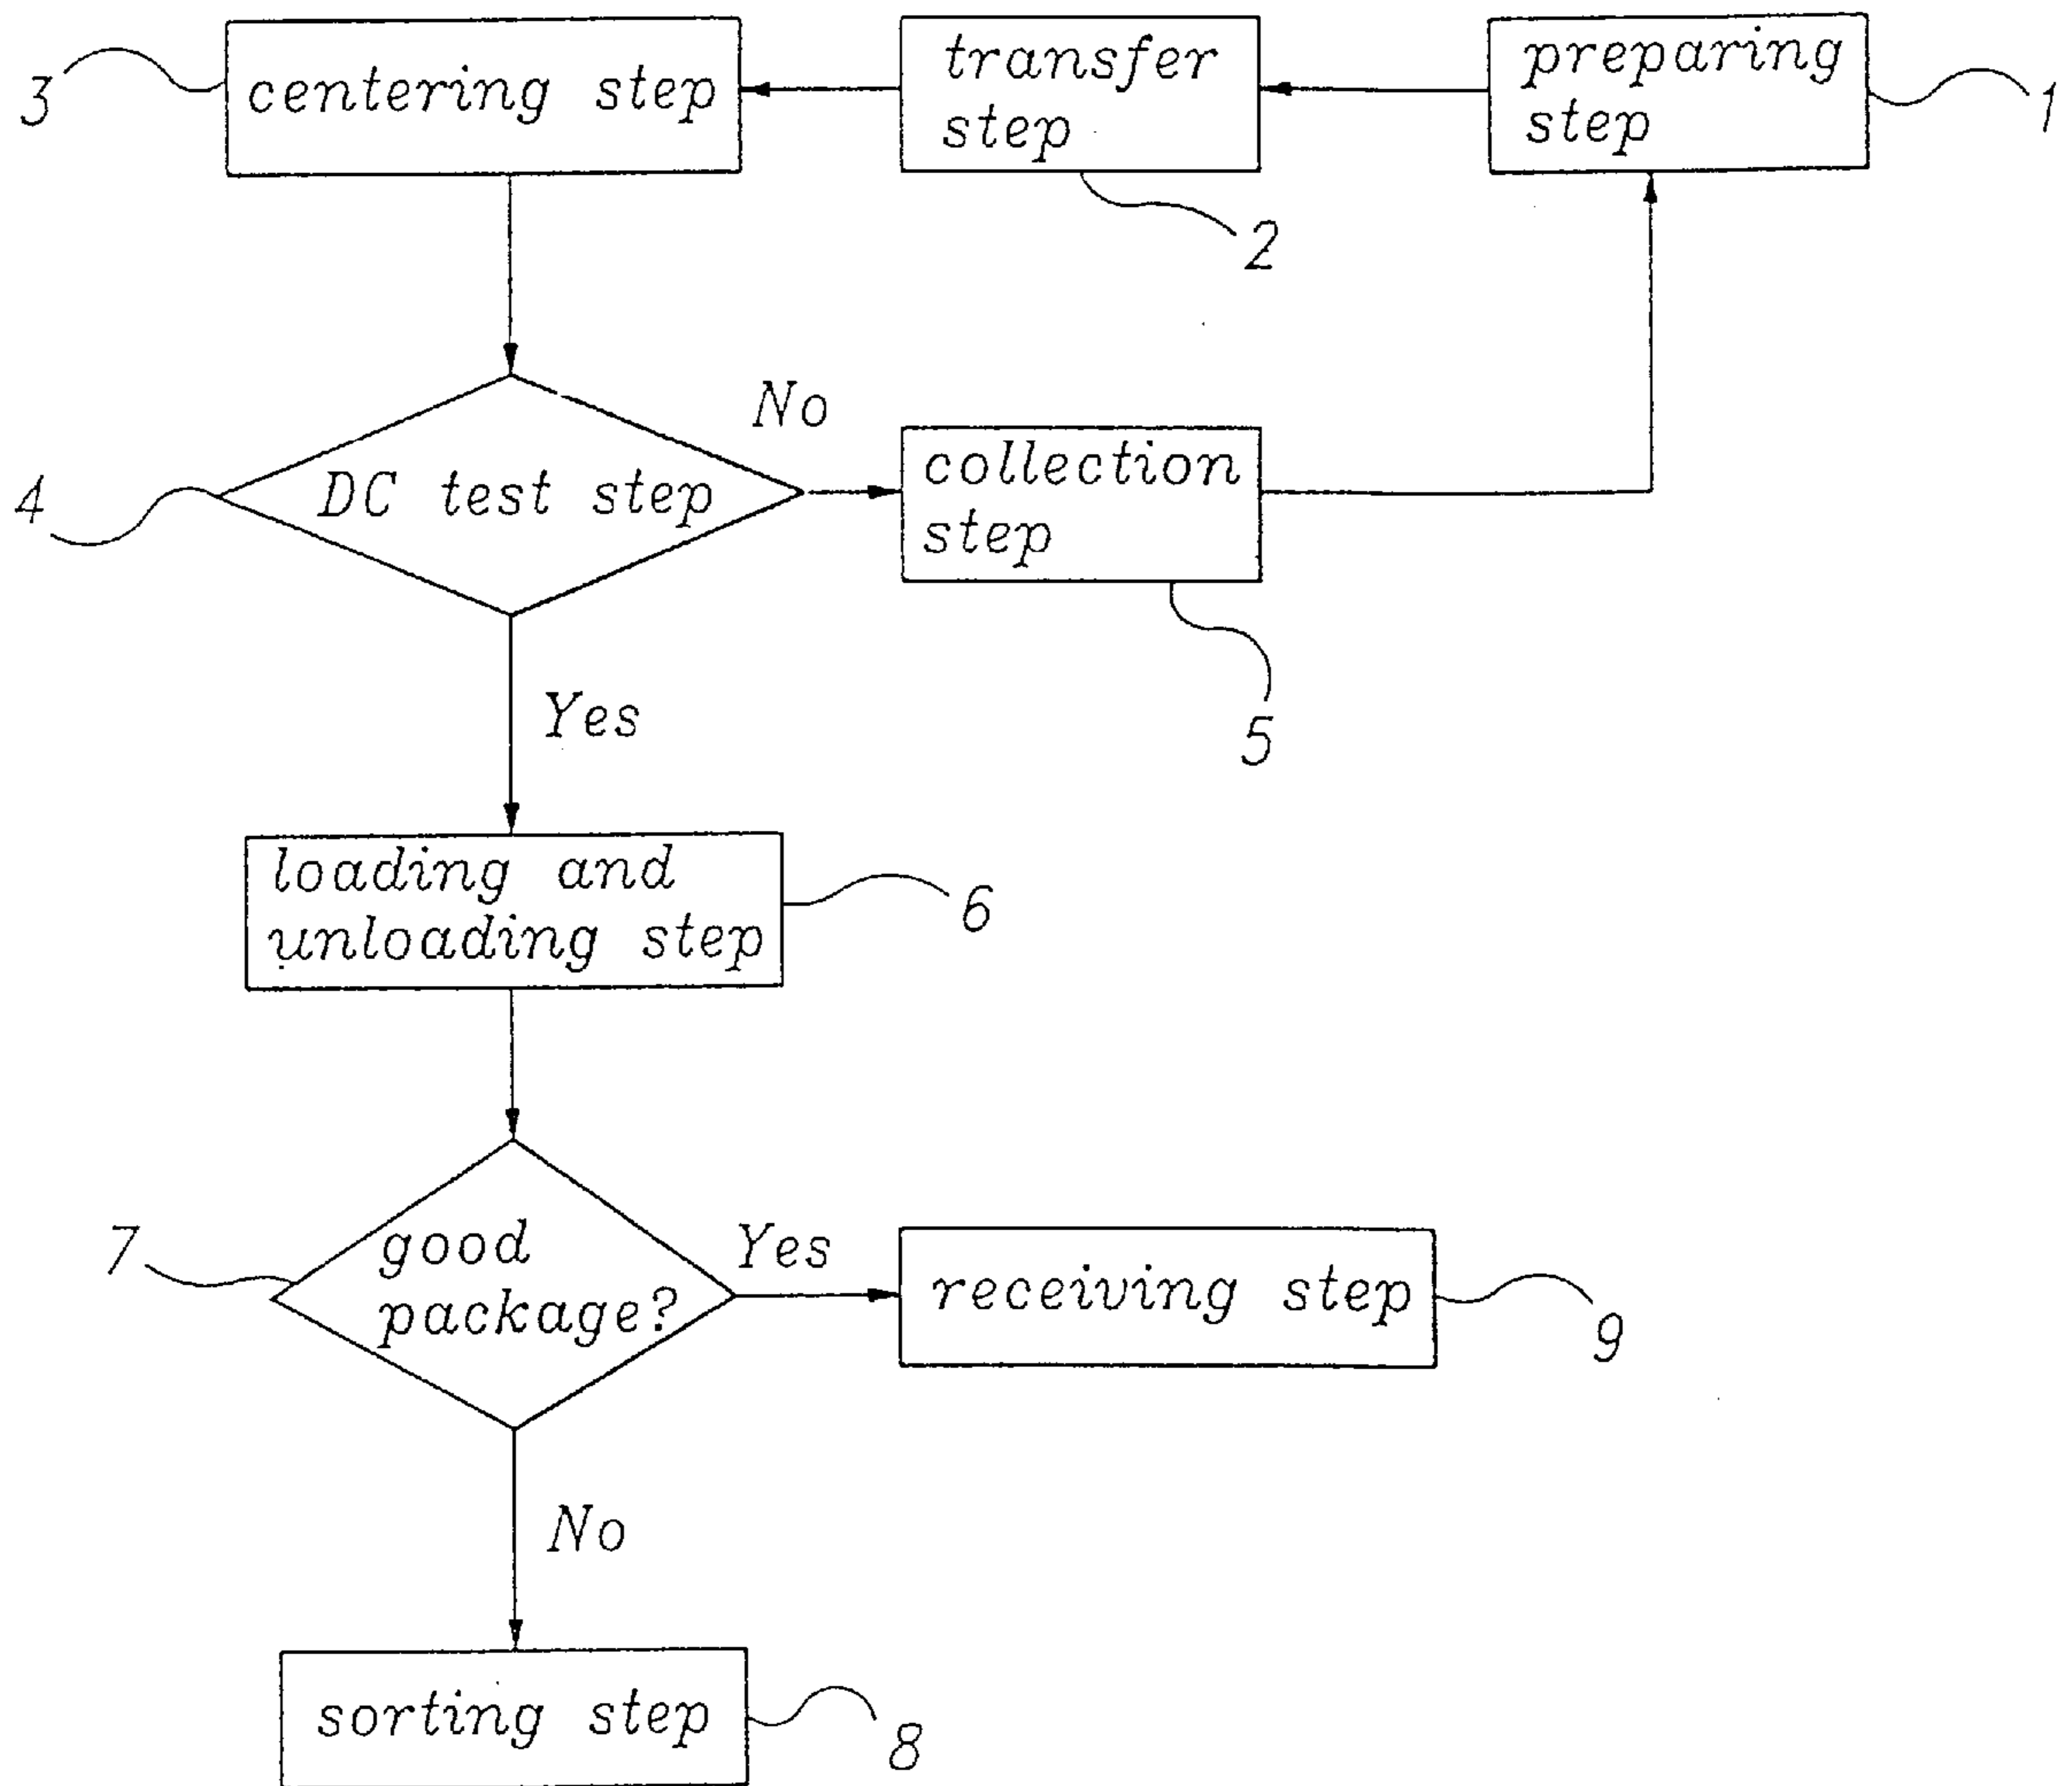 centering step
3
transfer
step
2
preparing
step
1
DC test step
4
No
collection
step
5
Yes
loading and
unloading step
6
good
package?
7
Yes
receiving step
9
No
sorting step
8